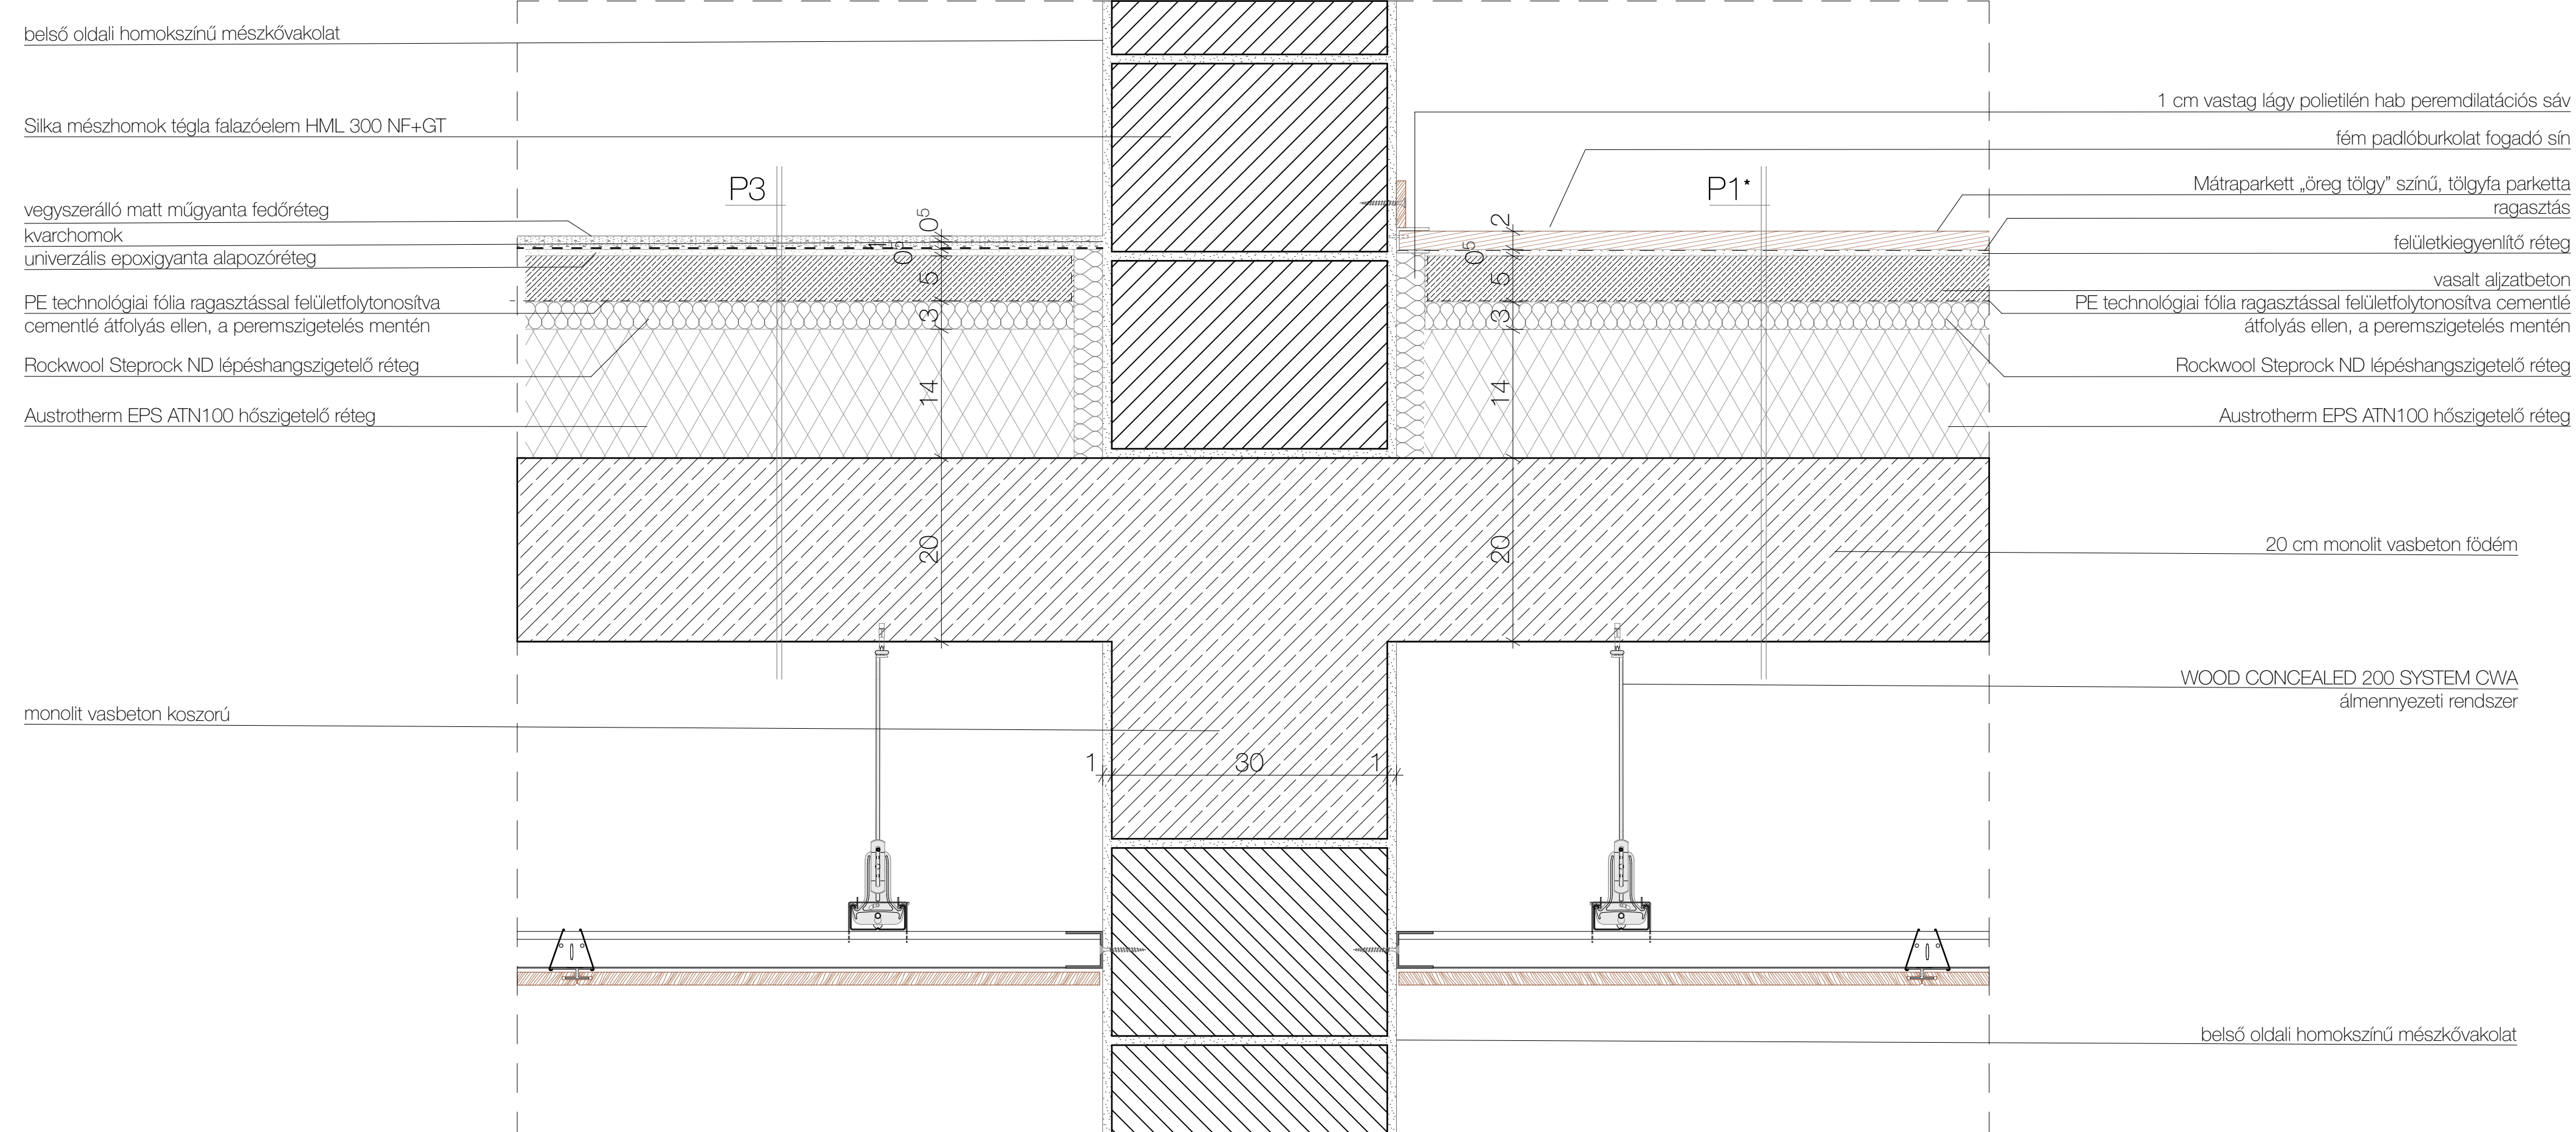 belső oldali homokszínű mészkővakolat
Silka mészhomok tégla falazóelem HML 300 NF+GT
vegyszerálló matt műgyanta fedőréteg
kvarchomok
univerzális epoxigyanta alapozóréteg
PE technológiai fólia ragasztással felületfolytonosítva
cementlé átfolyás ellen, a peremszigetelés mentén
Rockwool Steprock ND lépéshangszigetelő réteg
Austrotherm EPS ATN100 hőszigetelő réteg
monolit vasbeton koszorú
P3
0⁵
1
0⁵
5
3
14
20
1
30
1
P1*
2
0⁵
5
3
14
20
1 cm vastag lágy polietilén hab peremdilatációs sáv
fém padlóburkolat fogadó sín
Mátraparkett „öreg tölgy” színű, tölgyfa parketta
ragasztás
felületkiegyenlítő réteg
vasalt aljzatbeton
PE technológiai fólia ragasztással felületfolytonosítva cementlé
átfolyás ellen, a peremszigetelés mentén
Rockwool Steprock ND lépéshangszigetelő réteg
Austrotherm EPS ATN100 hőszigetelő réteg
20 cm monolit vasbeton födém
WOOD CONCEALED 200 SYSTEM CWA
álmennyezeti rendszer
belső oldali homokszínű mészkővakolat